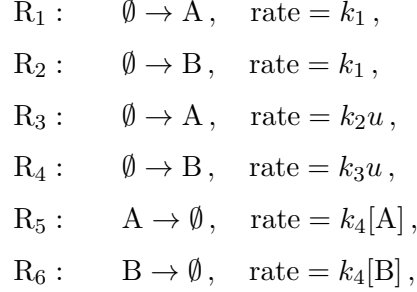 R₁ : ∅ → A , rate = k₁ ,
R₂ : ∅ → B , rate = k₁ ,
R₃ : ∅ → A , rate = k₂u ,
R₄ : ∅ → B , rate = k₃u ,
R₅ : A → ∅ , rate = k₄[A] ,
R₆ : B → ∅ , rate = k₄[B] ,